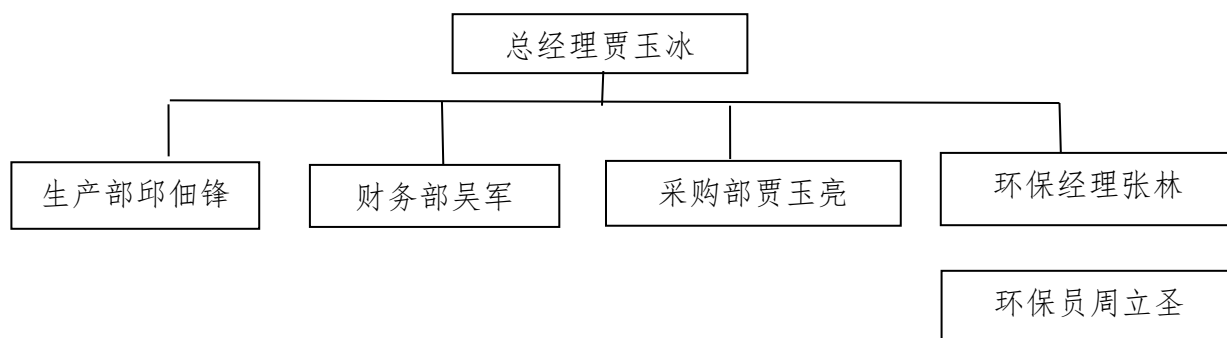 总经理贾玉冰
生产部邱佃锋
财务部吴军
采购部贾玉亮
环保经理张林
环保员周立圣